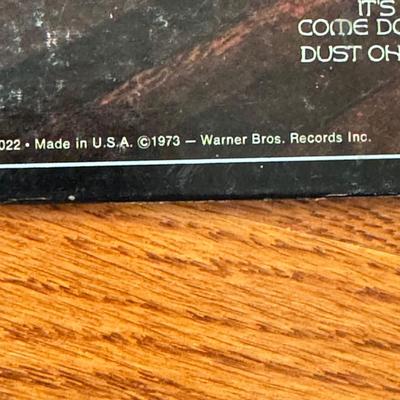 IT'S
COME DO
DUST OH
022 • Made in U.S.A. ©1973 — Warner Bros. Records Inc.